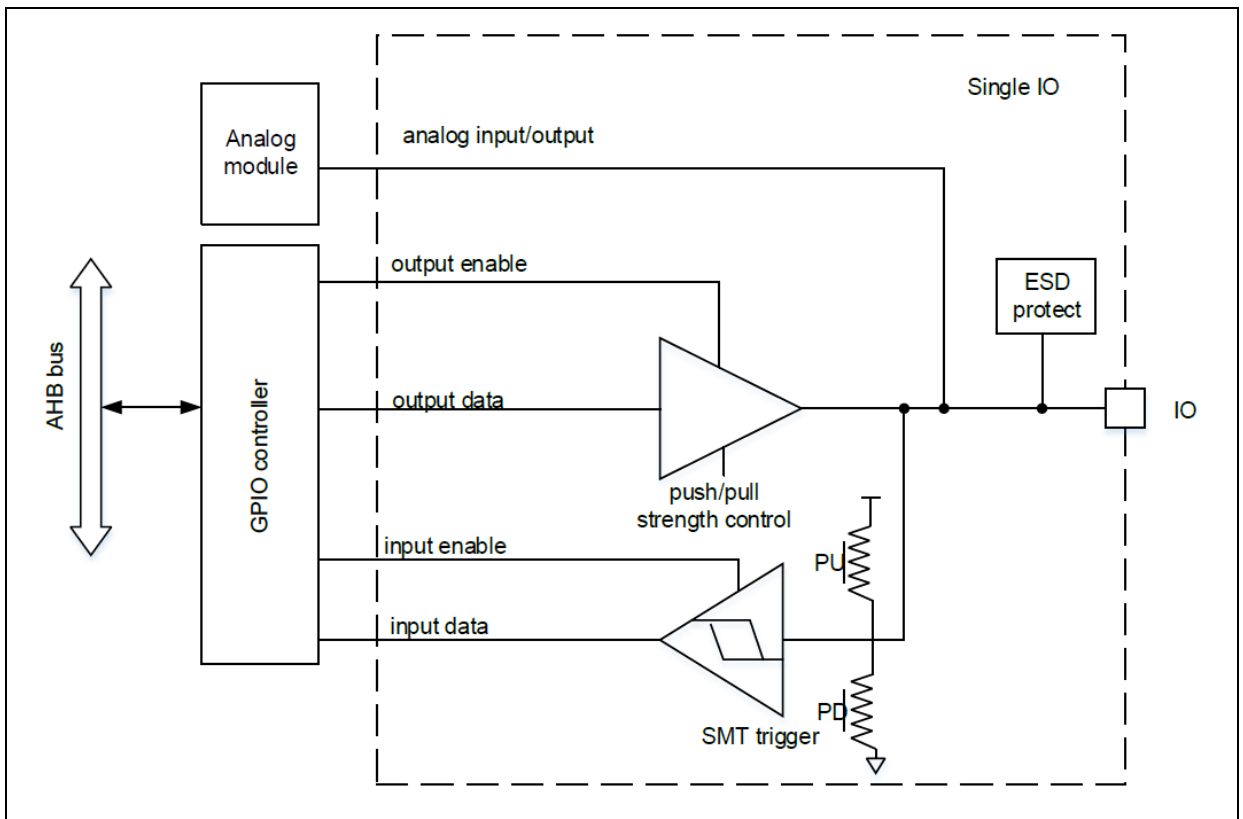 Single IO
Analog
module
analog input/output
output enable
ESD
protect
AHB bus
GPIO controller
output data
IO
push/pull
strength control
input enable
PU
input data
PD
SMT trigger